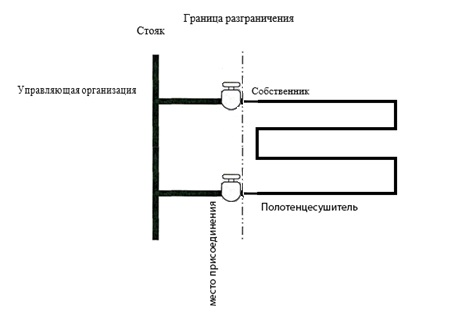 Граница разграничения
Стояк
Управляющая организация
Собственник
Полотенцесушитель
место присоединения